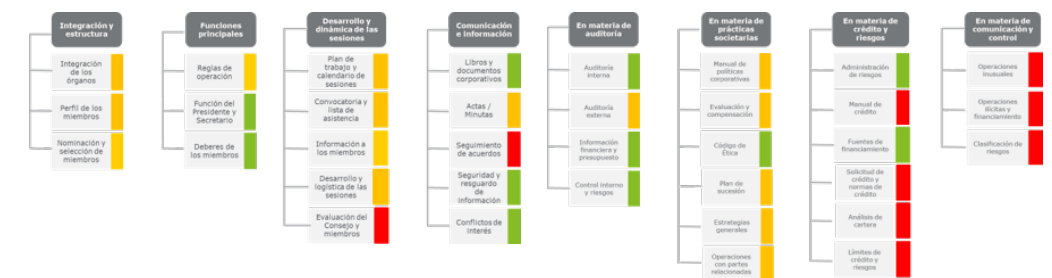 Integración y
estructura
Integración
de los
órganos
Perfil de los
miembros
Nominación y
selección de
miembros
Funciones
principales
Reglas de
operación
Función del
Presidente y
Secretario
Deberes de
los miembros
Desarrollo y
dinámica de las
sesiones
Plan de
trabajo y
calendario de
sesiones
Convocatoria y
lista de
asistencia
Información a
los miembros
Desarrollo y
logística de las
sesiones
Evaluación del
Consejo y
miembros
Comunicación
e información
Libros y
documentos
corporativos
Actas /
Minutas
Seguimiento
de acuerdos
Seguridad y
resguardo
de
información
Conflictos de
interés
En materia de
auditoría
Auditoría
interna
Auditoría
externa
Información
financiera y
presupuesto
Control interno
y riesgos
En materia de
prácticas
societarias
Manual de
políticas
corporativas
Evaluación y
compensación
Código de
Ética
Plan de
sucesión
Estrategias
generales
Operaciones
con partes
relacionadas
En materia de
crédito y
riesgos
Administración
de riesgos
Manual de
crédito
Fuentes de
financiamiento
Solicitud de
crédito y
normas de
crédito
Análisis de
cartera
Límites de
crédito y
riesgos
En materia de
comunicación y
control
Operaciones
inusuales
Operaciones
ilícitas y
financiamiento
Clasificación de
riesgos